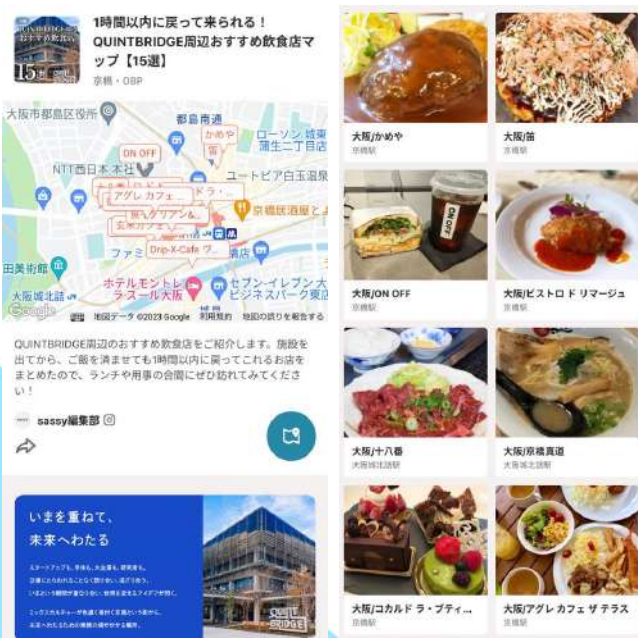 1時間以内に戻って来られる！
QUINTBRIDGE周辺おすすめ飲食店マ
ップ【15選】
京橋・OBP
15選
大阪市都島区役所
都島南通
かめや
笛
ローソン 城東
蒲生二丁目店
ON OFF
NTT西日本 本社
ユートピア白玉温泉
アグレ カフェ
ドラ・...
京橋居酒屋と
ファミ
Drip-X-Cafe ワ...
橋店
田美術館
ホテルモントレ
ラ・スール大阪
セブン-イレブン大
ビジネスパーク東店
大阪城北詰
Google
地図データ ©2023 Google
利用規約
地図の誤りを報告する
QUINTBRIDGE周辺のおすすめ飲食店をご紹介します。施設を
出てから、ご飯を済ませても1時間以内に戻ってこれるお店を
まとめたので、ランチや用事の合間にぜひ訪れてみてくださ
い！
sassy編集部
いまを重ねて、
未来へわたる
QUINT
BRIDGE
大阪/かめや
京橋駅
大阪/笛
京橋駅
ON OFF
大阪/ON OFF
京橋駅
大阪/ビストロ ド リマージュ
京橋駅
大阪/十八番
大阪城北詰駅
大阪/京橋真道
大阪城北詰駅
大阪/コカルド ラ・プティ...
京橋駅
大阪/アグレ カフェ ザ テラス
京橋駅